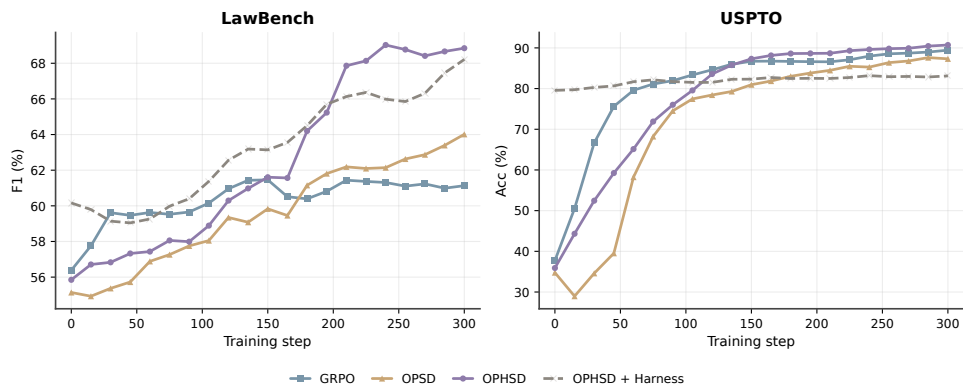 LawBench
USPTO
F1 (%)
68
66
64
62
60
58
56
0 50 100 150 200 250 300
Training step
Acc (%)
90
80
70
60
50
40
30
0 50 100 150 200 250 300
Training step
GRPO OPSD OPHSD OPHSD + Harness